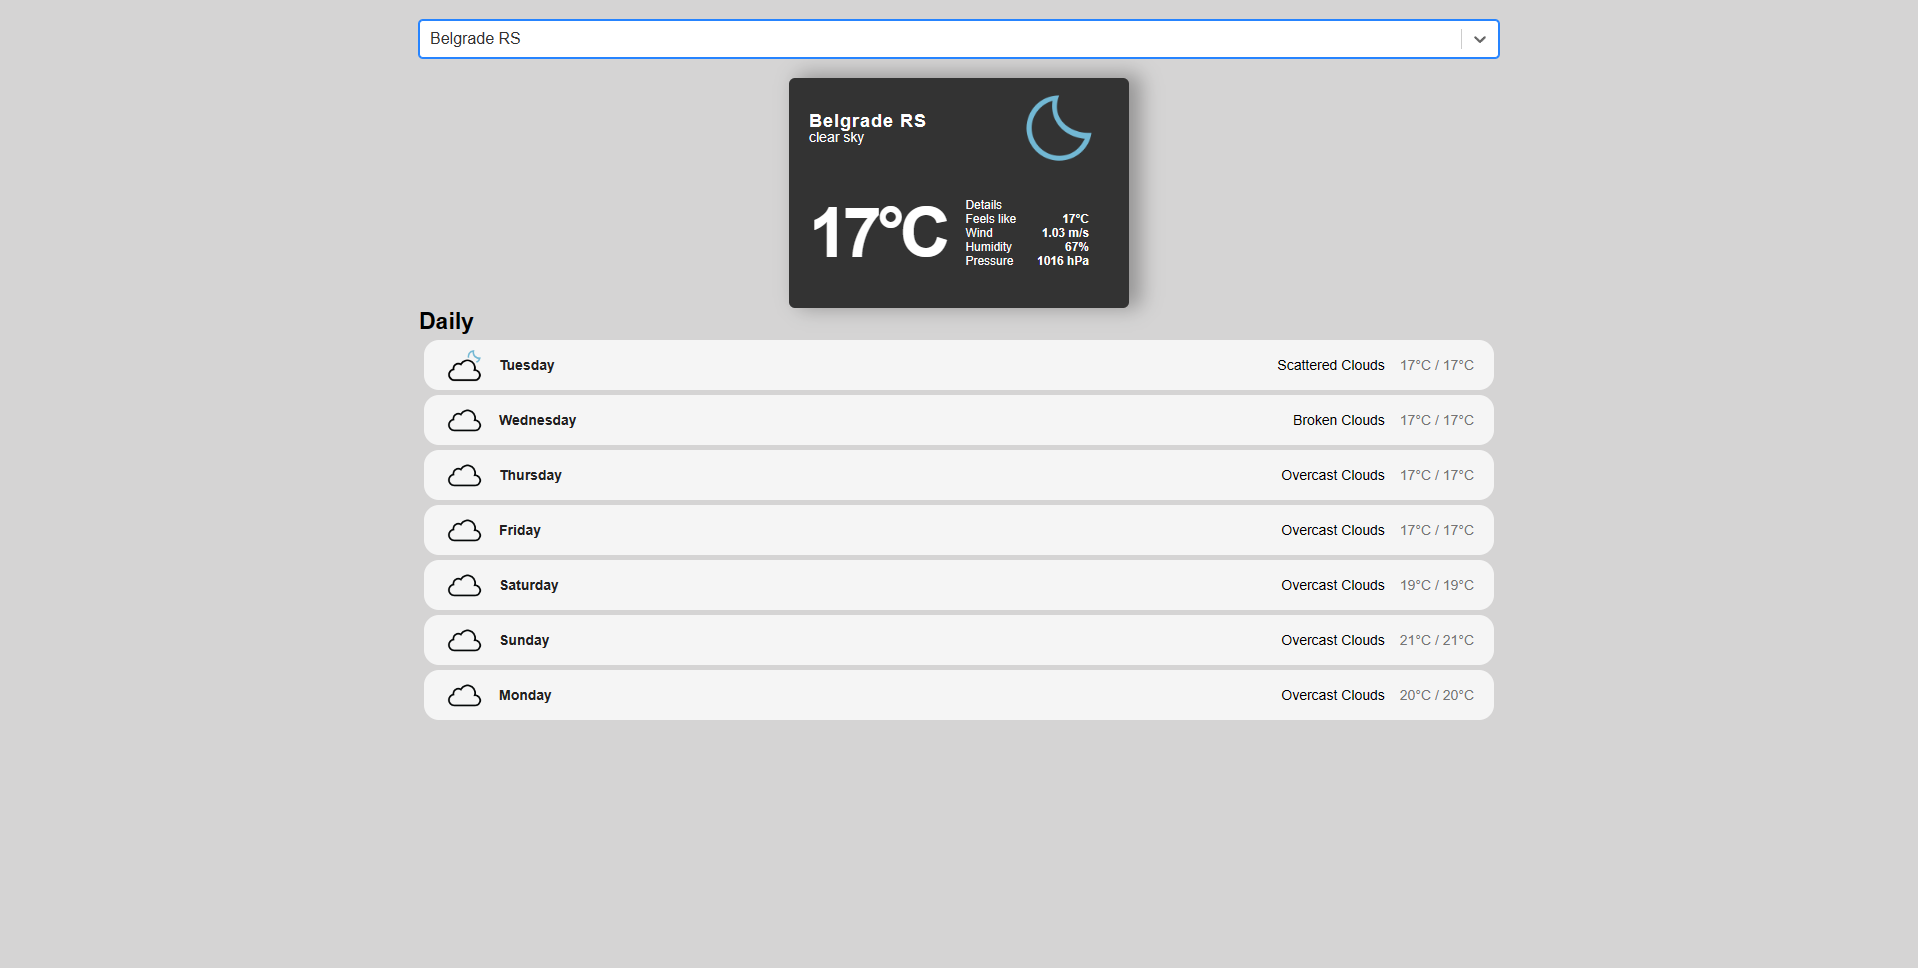 Belgrade RS
Belgrade RS
clear sky
17°C
Details
Feels like 17°C
Wind 1.03 m/s
Humidity 67%
Pressure 1016 hPa
Daily
Tuesday Scattered Clouds 17°C / 17°C
Wednesday Broken Clouds 17°C / 17°C
Thursday Overcast Clouds 17°C / 17°C
Friday Overcast Clouds 17°C / 17°C
Saturday Overcast Clouds 19°C / 19°C
Sunday Overcast Clouds 21°C / 21°C
Monday Overcast Clouds 20°C / 20°C